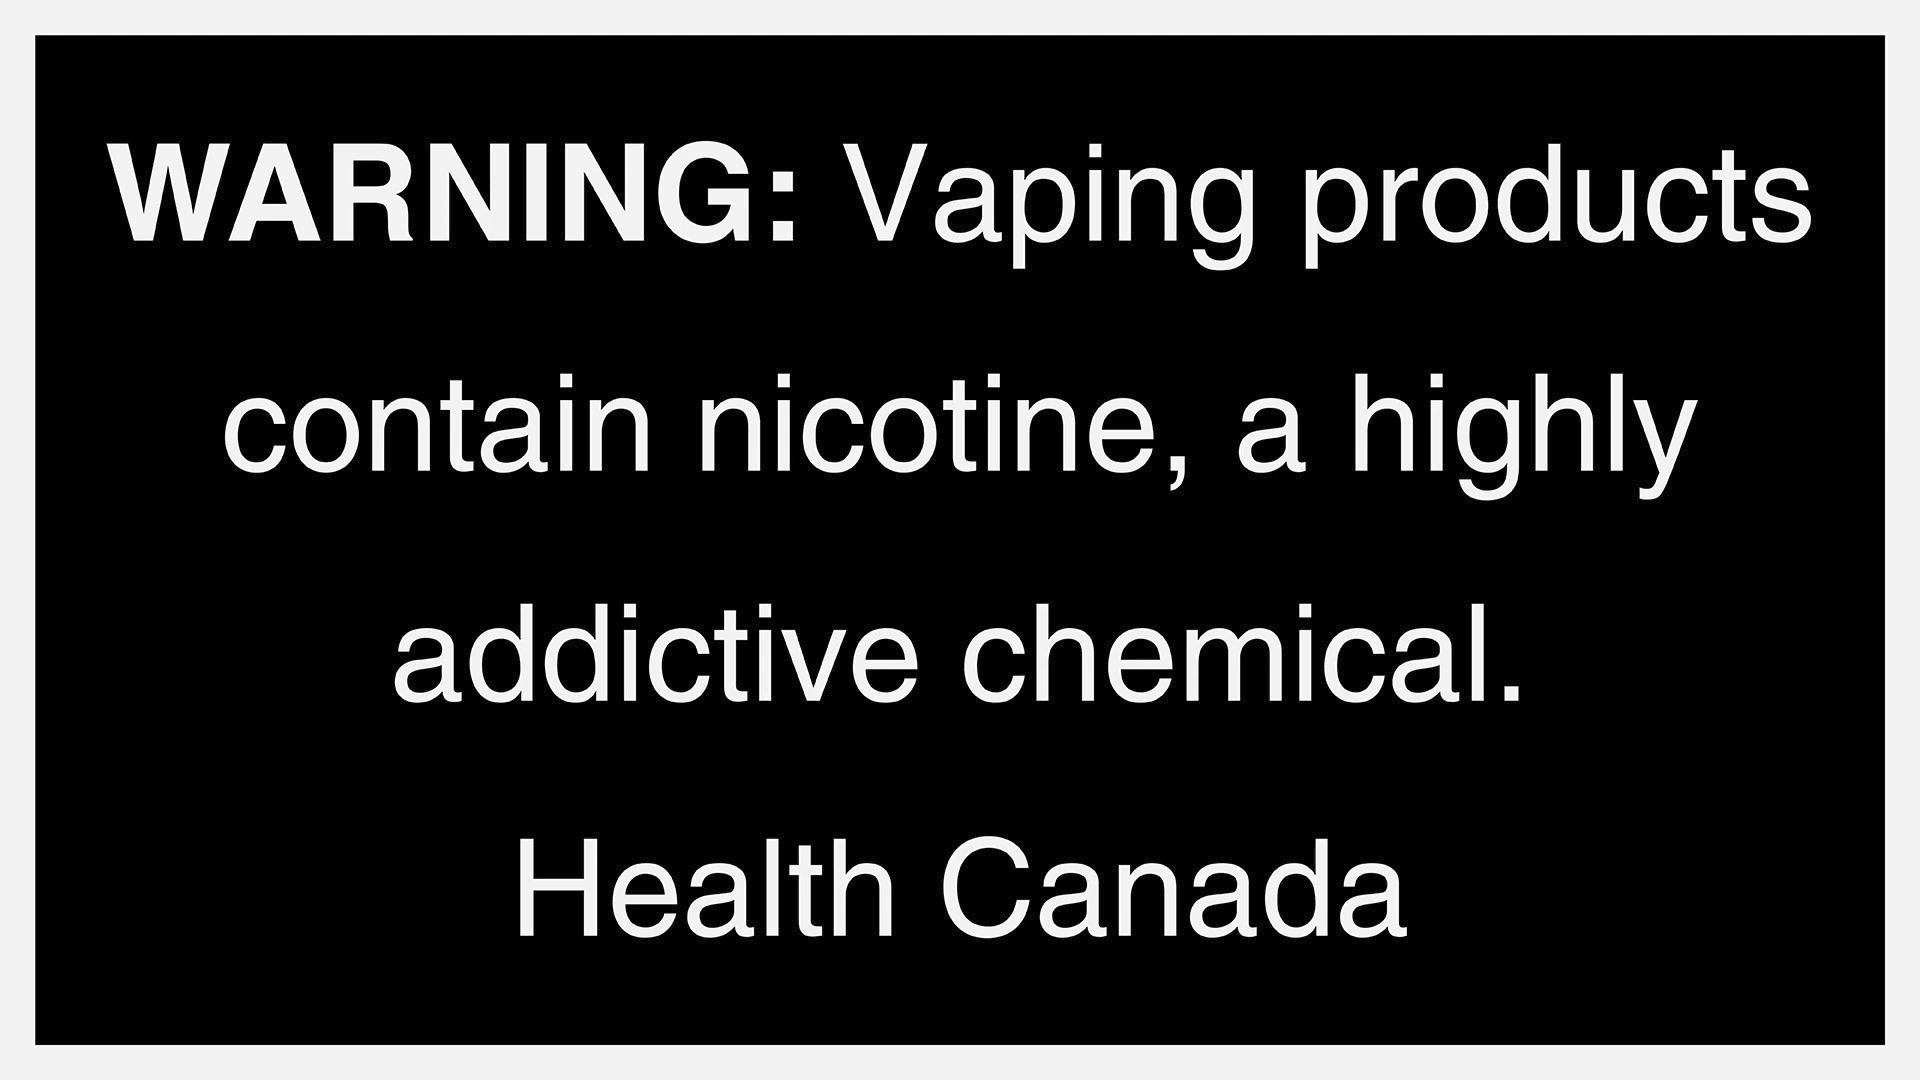 WARNING: Vaping products
contain nicotine, a highly
addictive chemical.
Health Canada